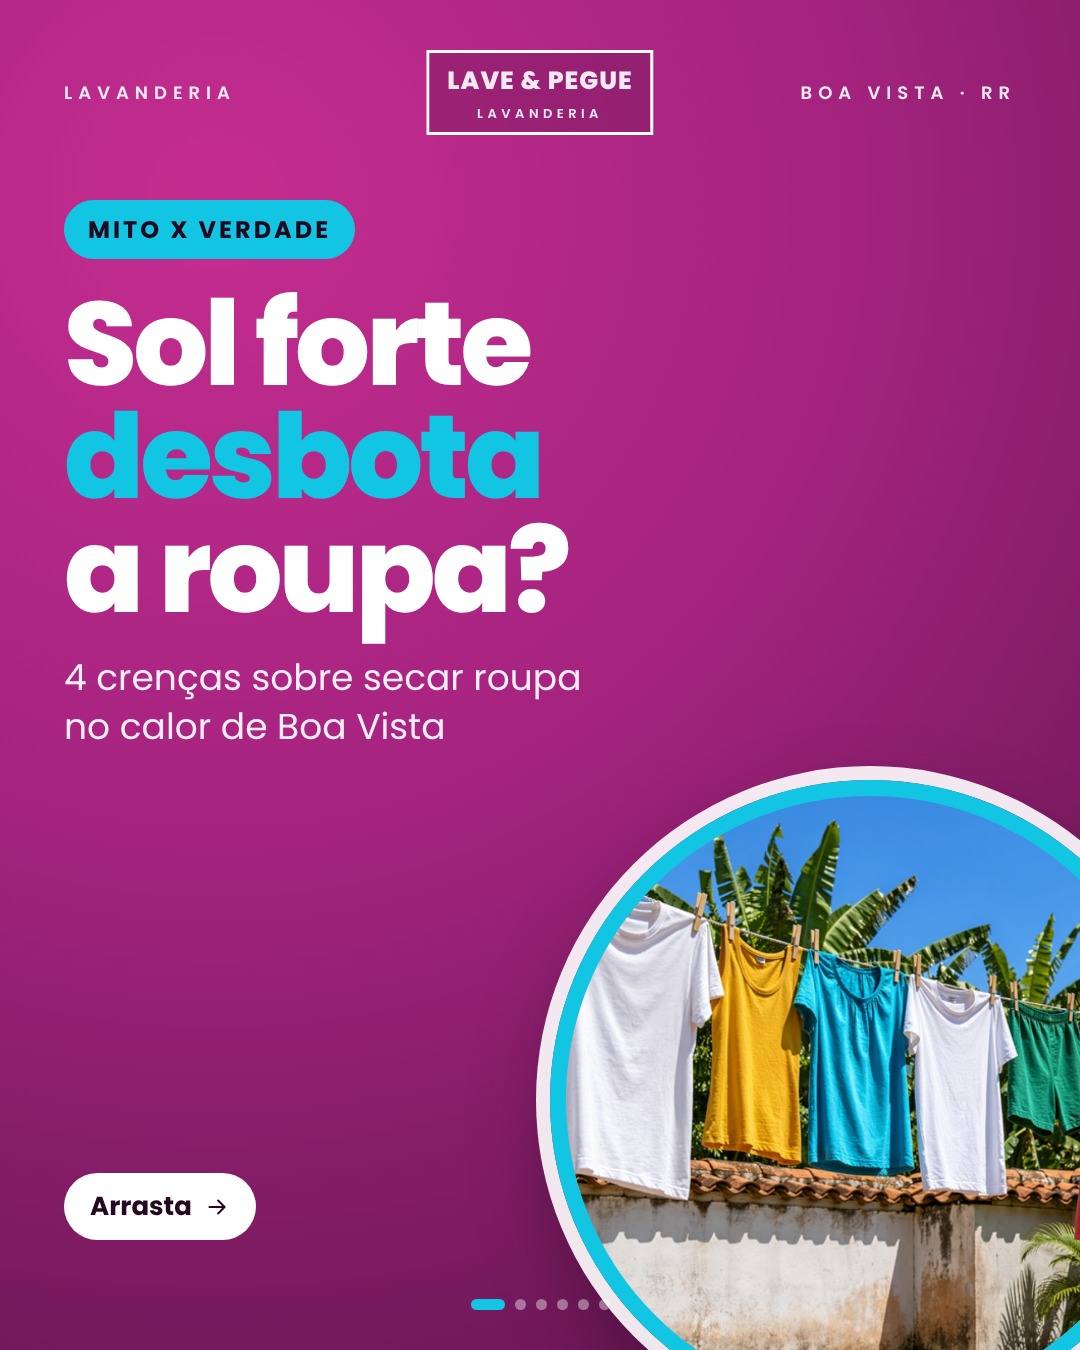 LAVANDERIA
LAVE & PEGUE
LAVANDERIA
BOA VISTA · RR
MITO X VERDADE
Sol forte
desbota
a roupa?
4 crenças sobre secar roupa
no calor de Boa Vista
Arrasta →